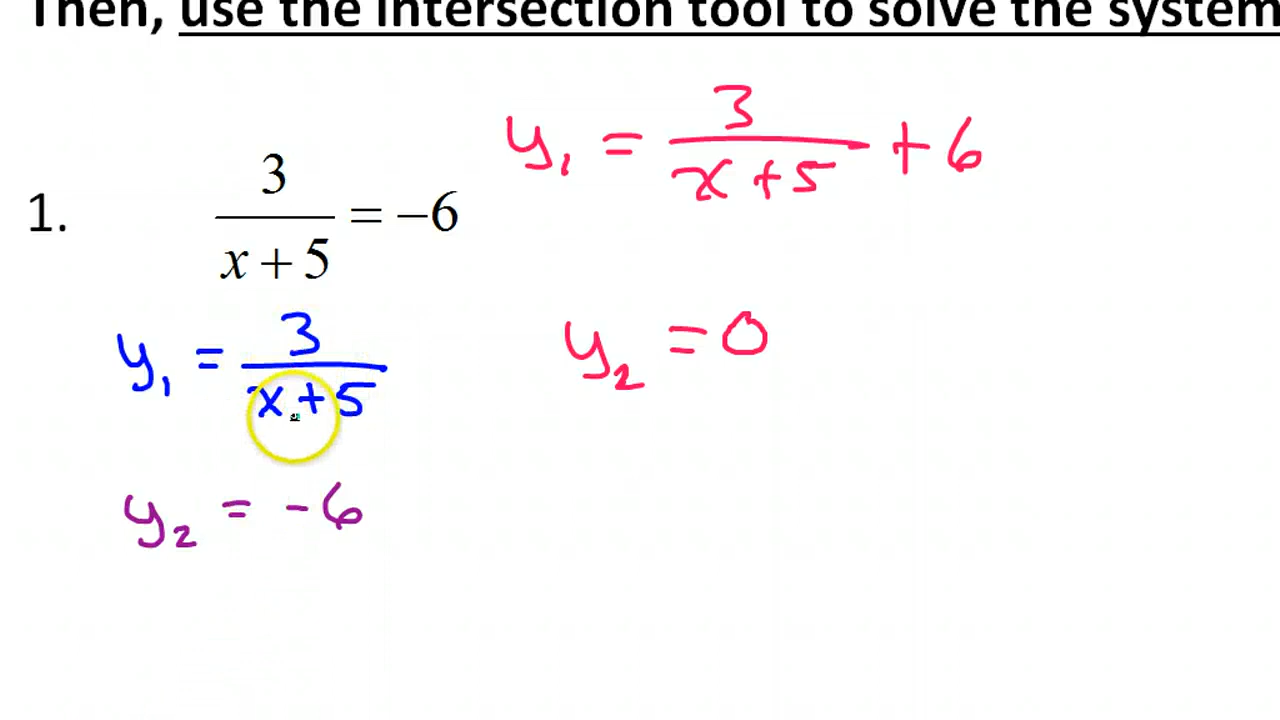 Then, use the intersection tool to solve the system
y₁ = 3/(x+5) + 6
1. 3/(x+5) = −6
y₁ = 3/(x+5)
y₂ = 0
y₂ = -6